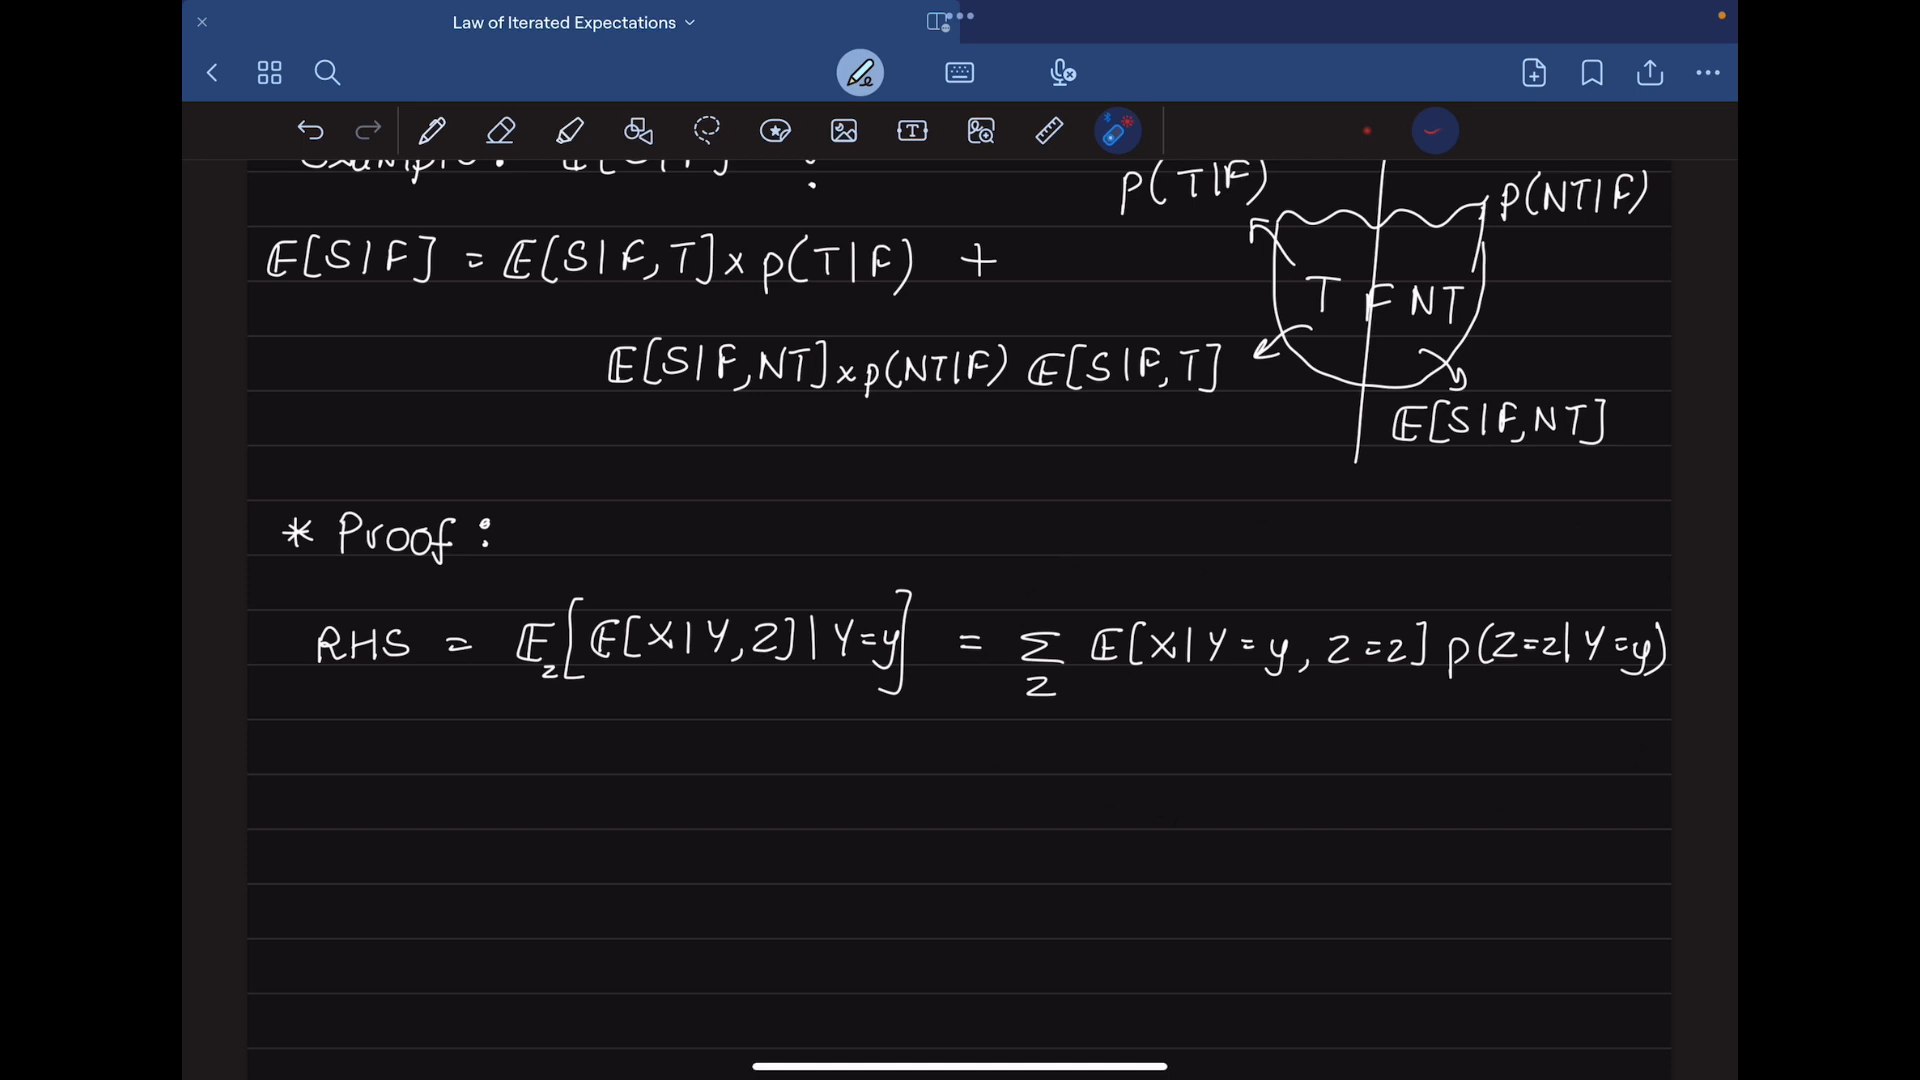 Law of Iterated Expectations
P(T|F)
P(NT|F)
𝔼[S|F] = 𝔼[S|F,T] x p(T|F) +
T F NT
𝔼[S|F,NT] x p(NT|F) 𝔼[S|F,T]
𝔼[S|F,NT]
* Proof :
RHS = 𝔼_z[𝔼[X|Y,Z]|Y=y] = Σ_z 𝔼[X|Y=y, Z=z] p(Z=z|Y=y)